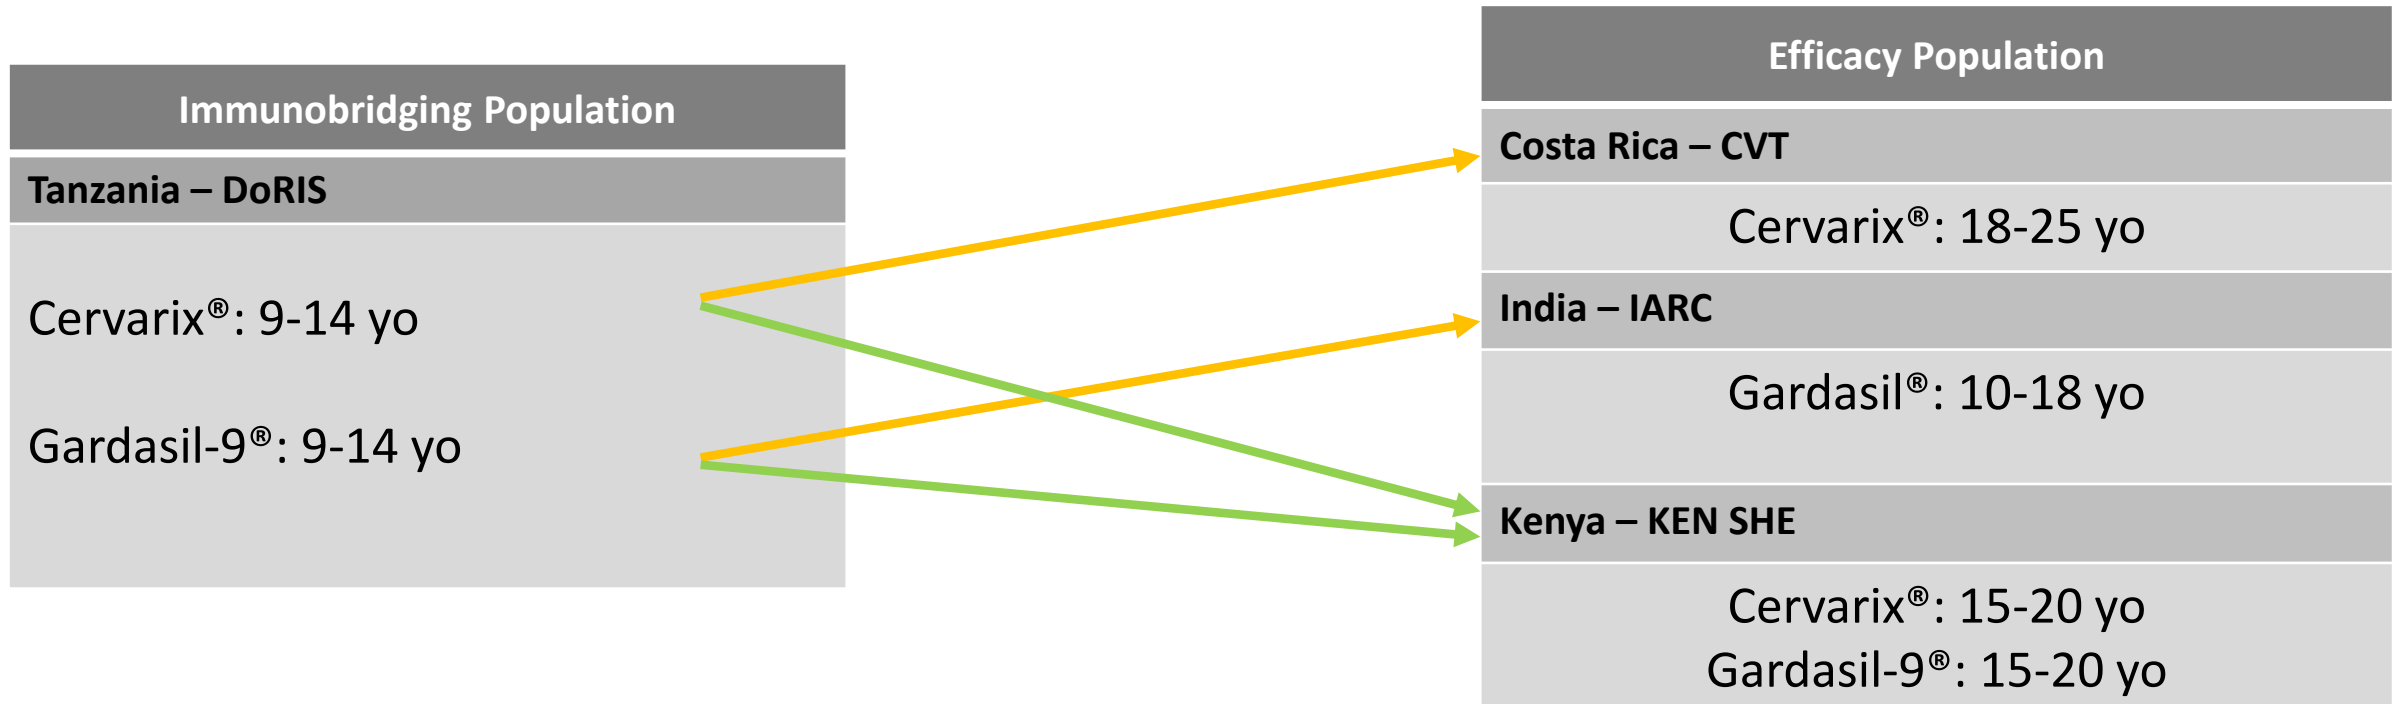 Immunobridging Population
Tanzania – DoRIS
Cervarix®: 9-14 yo
Gardasil-9®: 9-14 yo
Efficacy Population
Costa Rica – CVT
Cervarix®: 18-25 yo
India – IARC
Gardasil®: 10-18 yo
Kenya – KEN SHE
Cervarix®: 15-20 yo
Gardasil-9®: 15-20 yo